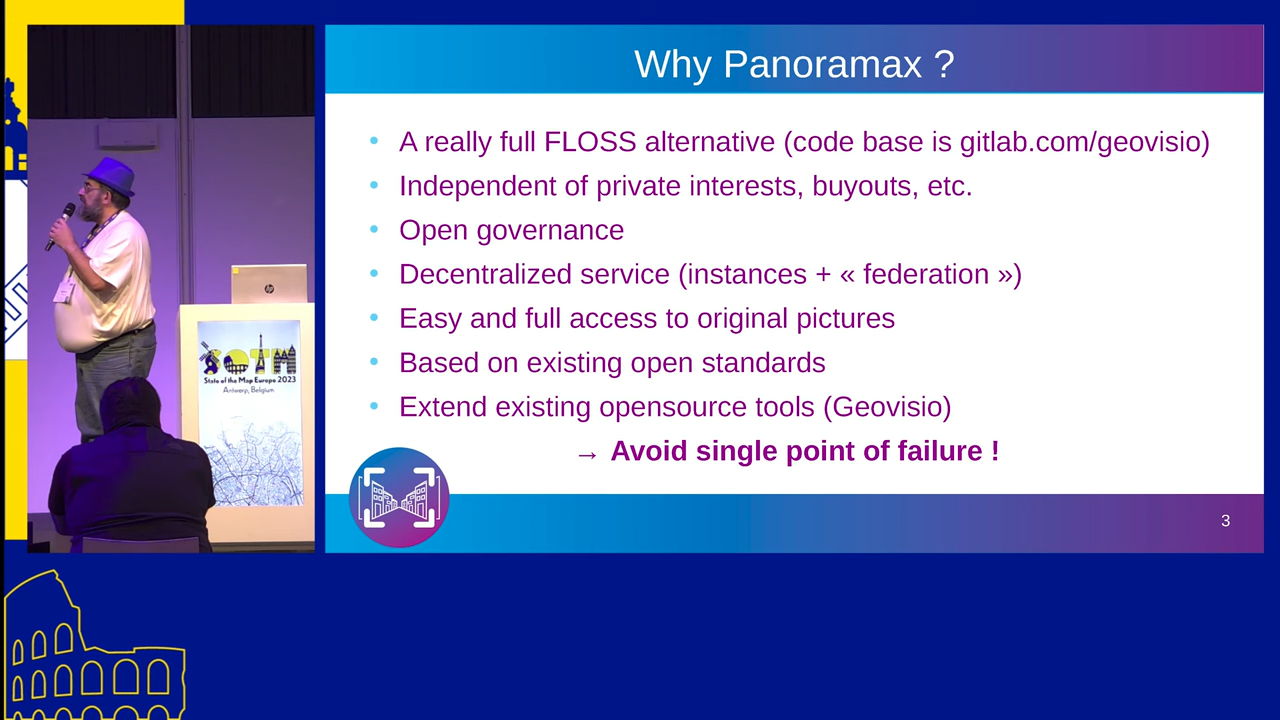 Why Panoramax ?
• A really full FLOSS alternative (code base is gitlab.com/geovisio)
• Independent of private interests, buyouts, etc.
• Open governance
• Decentralized service (instances + « federation »)
• Easy and full access to original pictures
• Based on existing open standards
• Extend existing opensource tools (Geovisio)
→ Avoid single point of failure !
3
hp
SOTM
State of the Map Europe 2023
Antwerp, Belgium